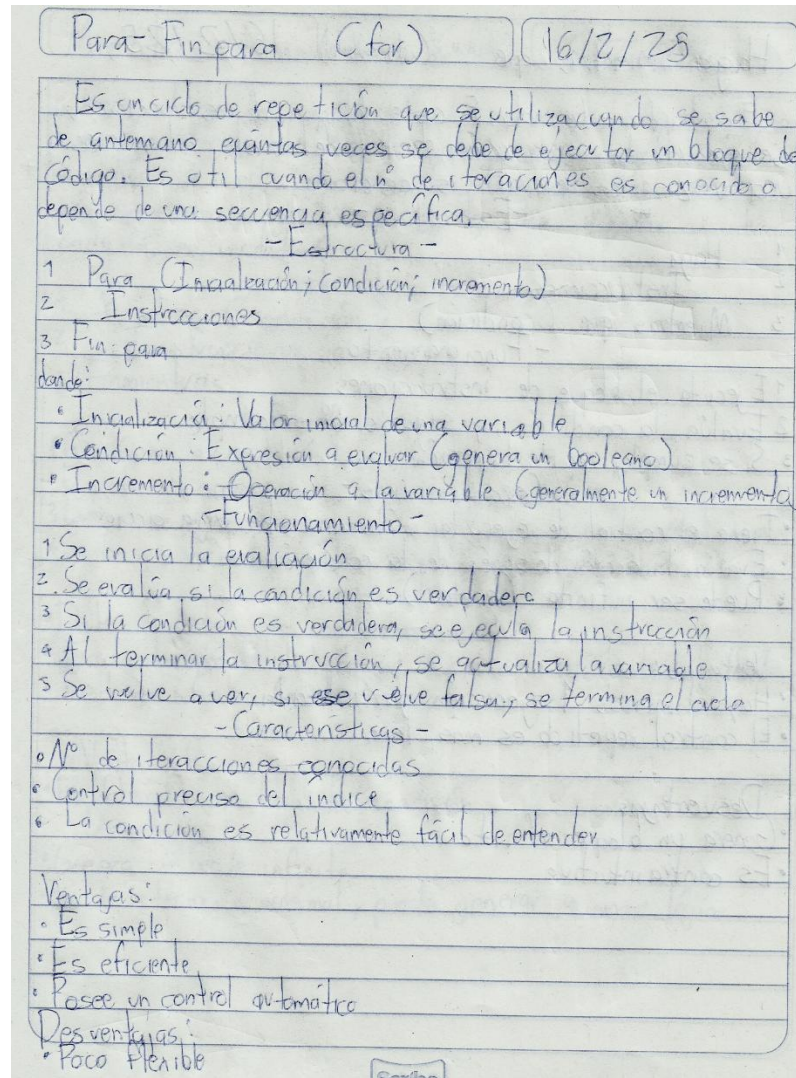 Para-Fin para (for) 16/2/25
Es un ciclo de repetición que se utiliza cuando se sabe
de antemano cuántas veces se debe de ejecutar un bloque de
código. Es útil cuando el nº de iteraciones es conocido o
depende de una secuencia específica.
-Estructura-
1 Para (Inicialización; Condición; incremento)
2 Instrucciones
3 Fin para
donde:
• Inicialización: Valor inicial de una variable
• Condición: Expresión a evaluar (genera un booleano)
• Incremento: Operación a la variable (generalmente un incremento
-Funcionamiento-
1 Se inicia la evaluación
2. Se evalúa si la condición es verdadera
3 Si la condición es verdadera, se ejecuta la instrucción
4 Al terminar la instrucción, se actualiza la variable
5 Se vuelve a ver, si se vuelve falsa, se termina el ciclo
-Características-
• Nº de iteracciones conocidas
• Control preciso del índice
• La condición es relativamente fácil de entender
Ventajas:
• Es simple
• Es eficiente
• Posee un control automático
Desventajas:
• Poco flexible